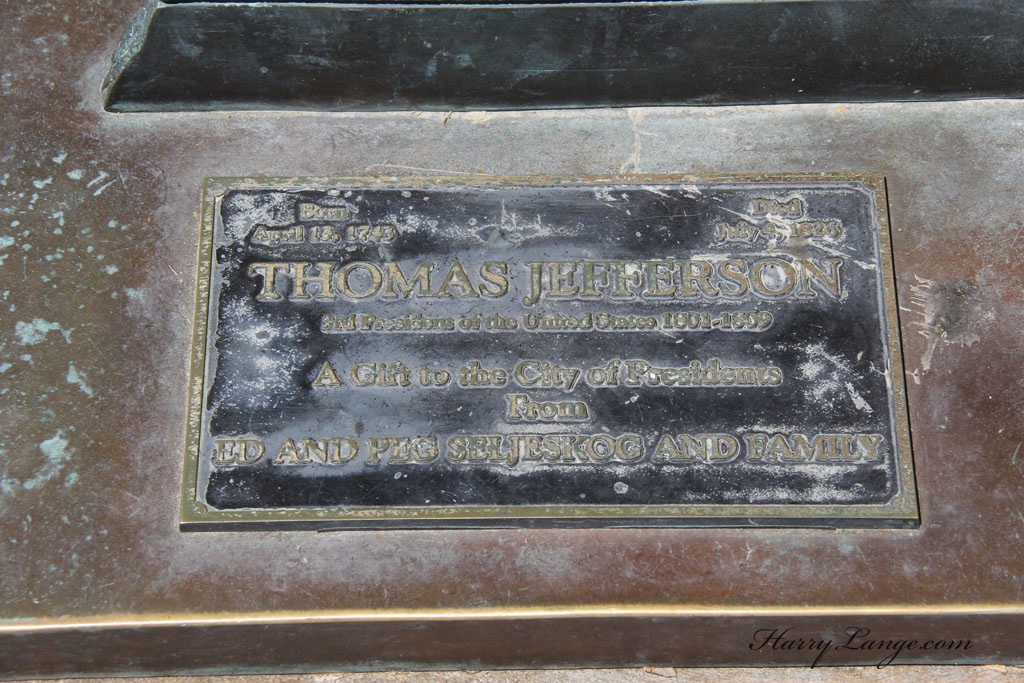 Born
April 13, 1743
Died
July 4, 1826
THOMAS JEFFERSON
3rd President of the United States 1801-1809
A Gift to the City of Presidents
From
ED AND PEG SELJESKOG AND FAMILY
HarryLange.com